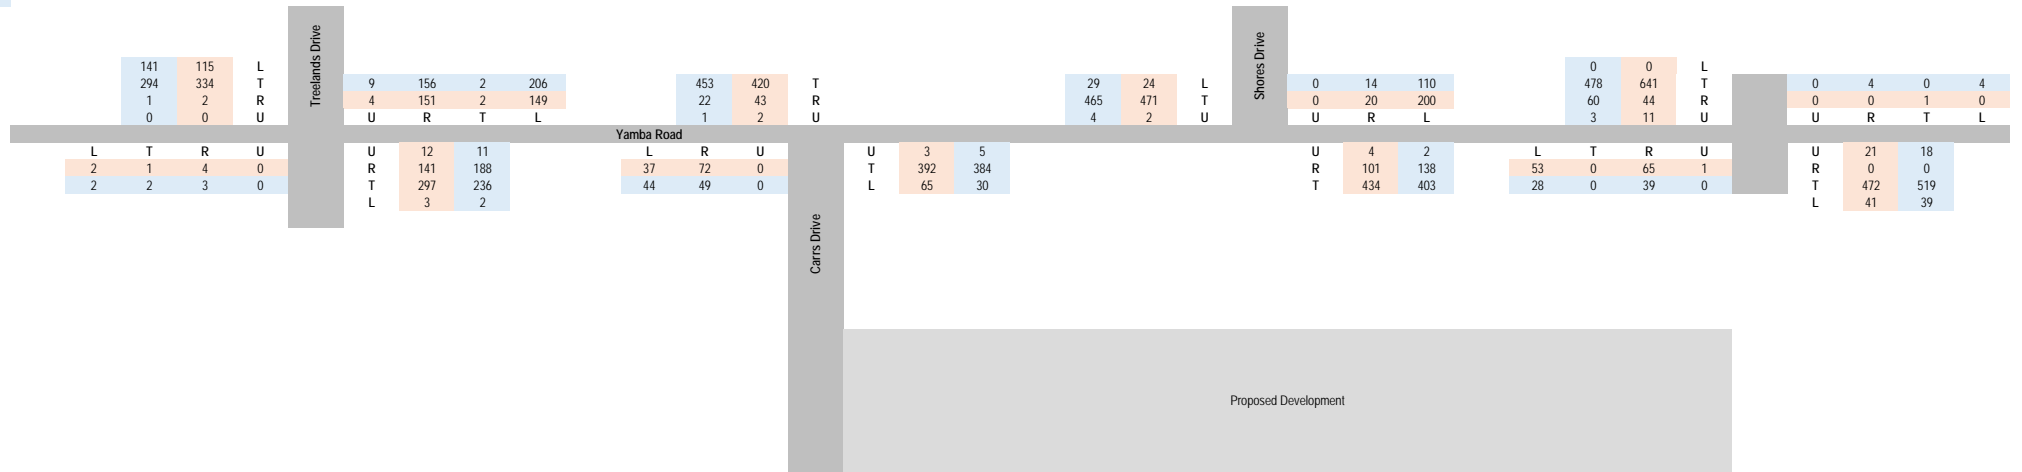 Treelands Drive
Shores Drive
141 115 L
0 0 L
294 334 T
9 156 2 206
453 420 T
29 24 L
0 14 110
478 641 T
0 4 0 4
1 2 R
4 151 2 149
22 43 R
465 471 T
0 20 200
60 44 R
0 0 1 0
0 0 U
U R T L
1 2 U
4 2 U
U R L
3 11 U
U R T L
Yamba Road
L T R U
U 12 11
L R U
U 3 5
U 4 2
L T R U
U 21 18
2 1 4 0
R 141 188
37 72 0
T 392 384
R 101 138
53 0 65 1
R 0 0
2 2 3 0
T 297 236
44 49 0
L 65 30
T 434 403
28 0 39 0
T 472 519
L 3 2
L 41 39
Carrs Drive
Proposed Development